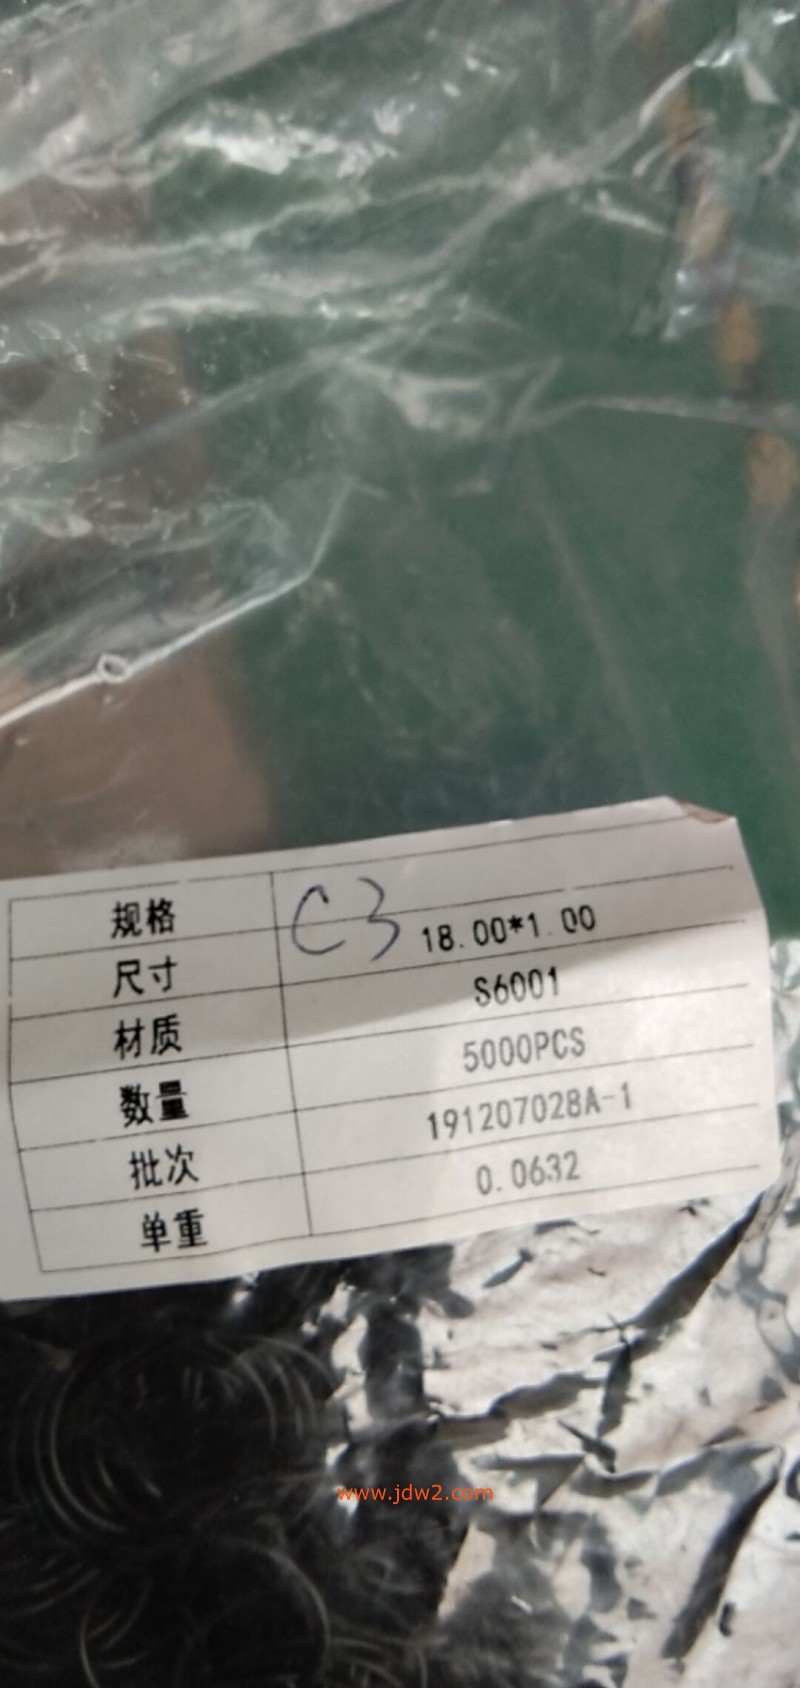 规格 C3
尺寸 18.00*1.00
材质 S6001
数量 5000PCS
批次 191207028A-1
单重 0.0632
www.jdw2.com